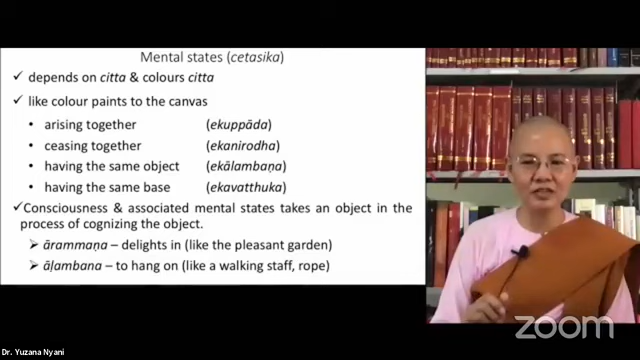 Mental states (cetasika)
✓ depends on citta & colours citta
✓ like colour paints to the canvas
• arising together (ekuppāda)
• ceasing together (ekanirodha)
• having the same object (ekālambaṇa)
• having the same base (ekavatthuka)
✓Consciousness & associated mental states takes an object in the
process of cognizing the object.
➢ ārammaṇa – delights in (like the pleasant garden)
➢ āḷambana – to hang on (like a walking staff, rope)
zoom
Dr. Yuzana Nyani